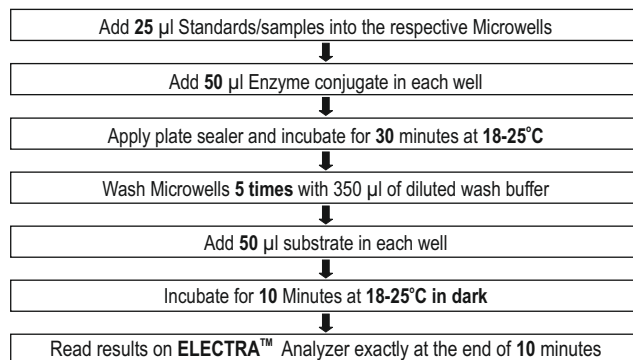 Add 25 µl Standards/samples into the respective Microwells
Add 50 µl Enzyme conjugate in each well
Apply plate sealer and incubate for 30 minutes at 18-25°C
Wash Microwells 5 times with 350 µl of diluted wash buffer
Add 50 µl substrate in each well
Incubate for 10 Minutes at 18-25°C in dark
Read results on ELECTRA™ Analyzer exactly at the end of 10 minutes